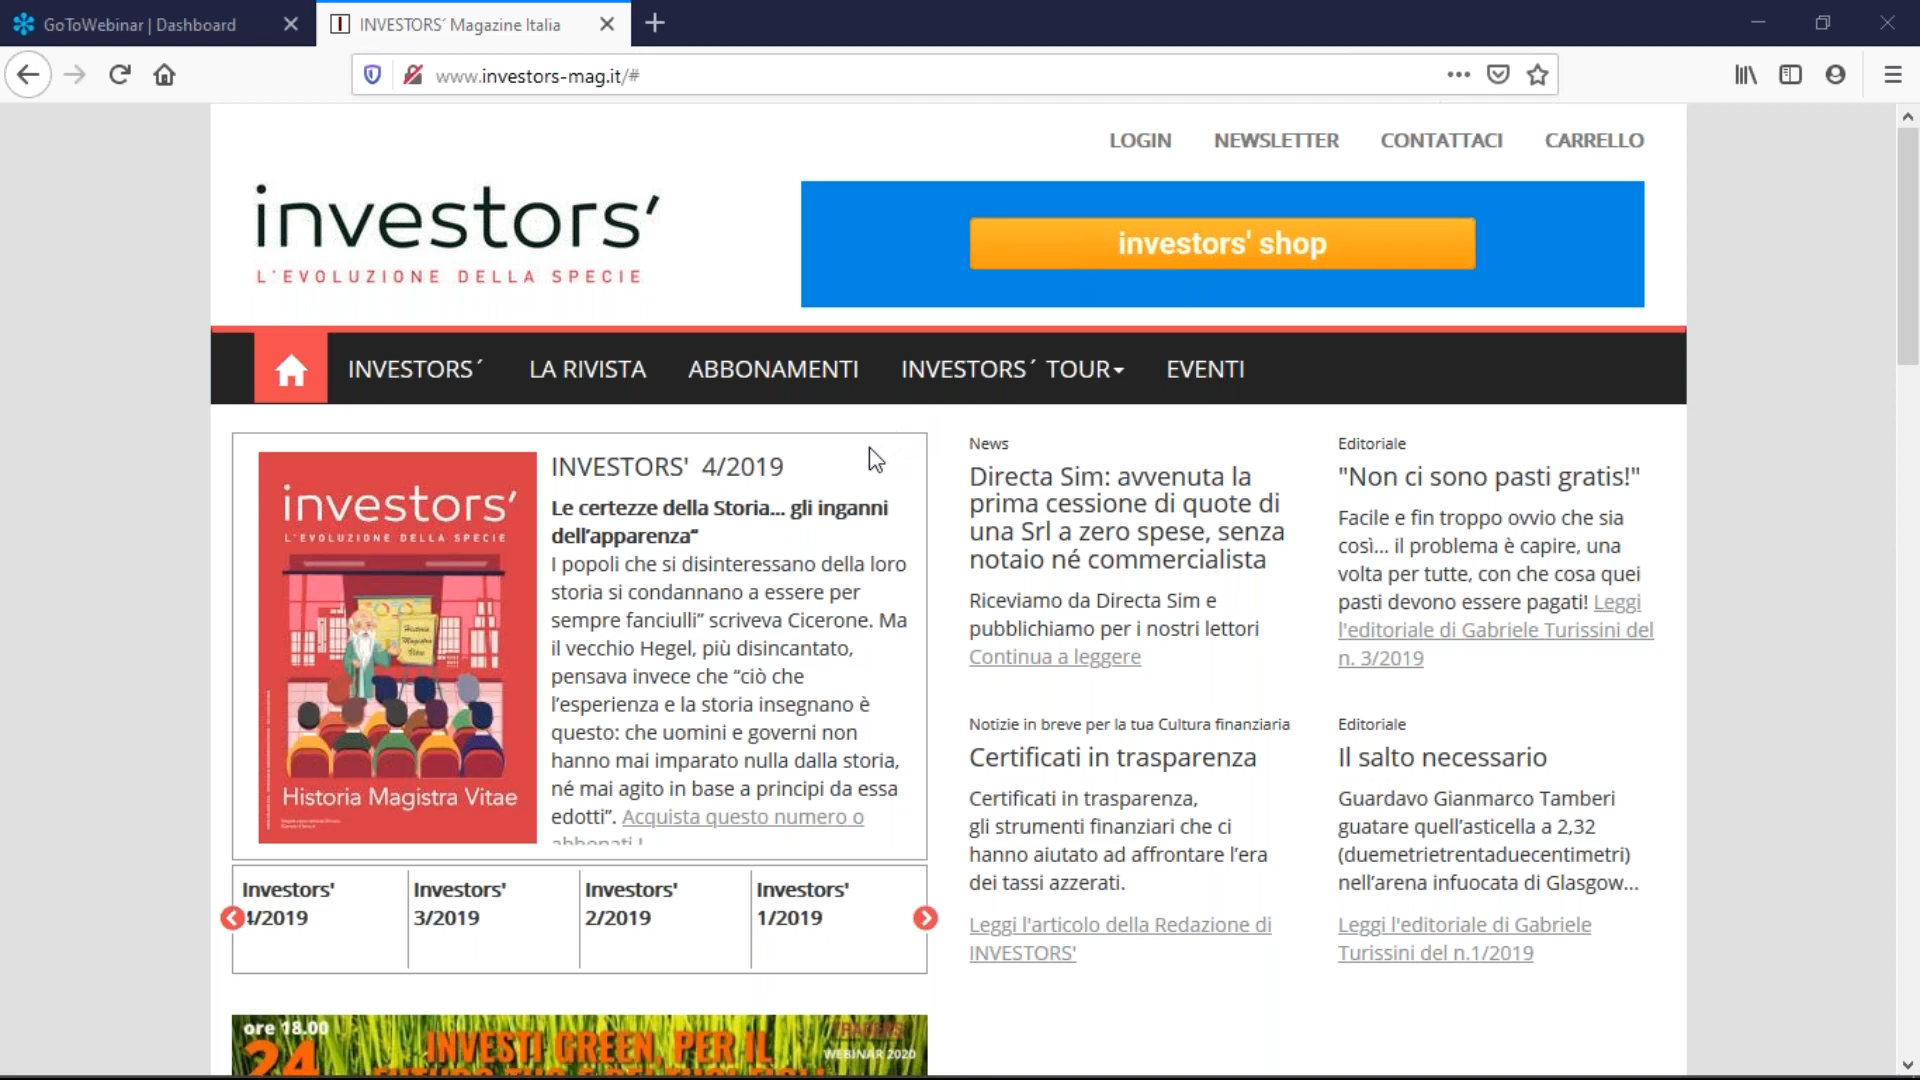 GoToWebinar | Dashboard
INVESTORS´ Magazine Italia
www.investors-mag.it/#
LOGIN NEWSLETTER CONTATTACI CARRELLO
investors'
L'EVOLUZIONE DELLA SPECIE
investors' shop
INVESTORS´ LA RIVISTA ABBONAMENTI INVESTORS´ TOUR EVENTI
investors'
L'EVOLUZIONE DELLA SPECIE
Historia
Magistra
Vitae
Historia Magistra Vitae
INVESTORS' 4/2019
Le certezze della Storia... gli inganni
dell’apparenza“
I popoli che si disinteressano della loro
storia si condannano a essere per
sempre fanciulli” scriveva Cicerone. Ma
il vecchio Hegel, più disincantato,
pensava invece che “ciò che
l’esperienza e la storia insegnano è
questo: che uomini e governi non
hanno mai imparato nulla dalla storia,
né mai agito in base a principi da essa
edotti”. Acquista questo numero o
abbonati !
Investors'
4/2019
Investors'
3/2019
Investors'
2/2019
Investors'
1/2019
ore 18.00
24
INVESTI GREEN, PER IL
TRADERS'
WEBINAR 2020
News
Directa Sim: avvenuta la
prima cessione di quote di
una Srl a zero spese, senza
notaio né commercialista
Riceviamo da Directa Sim e
pubblichiamo per i nostri lettori
Continua a leggere
Editoriale
"Non ci sono pasti gratis!"
Facile e fin troppo ovvio che sia
così... il problema è capire, una
volta per tutte, con che cosa quei
pasti devono essere pagati! Leggi
l'editoriale di Gabriele Turissini del
n. 3/2019
Notizie in breve per la tua Cultura finanziaria
Certificati in trasparenza
Certificati in trasparenza,
gli strumenti finanziari che ci
hanno aiutato ad affrontare l’era
dei tassi azzerati.
Leggi l'articolo della Redazione di
INVESTORS'
Editoriale
Il salto necessario
Guardavo Gianmarco Tamberi
guatare quell’asticella a 2,32
(duemetrietrentaduecentimetri)
nell’arena infuocata di Glasgow...
Leggi l'editoriale di Gabriele
Turissini del n.1/2019